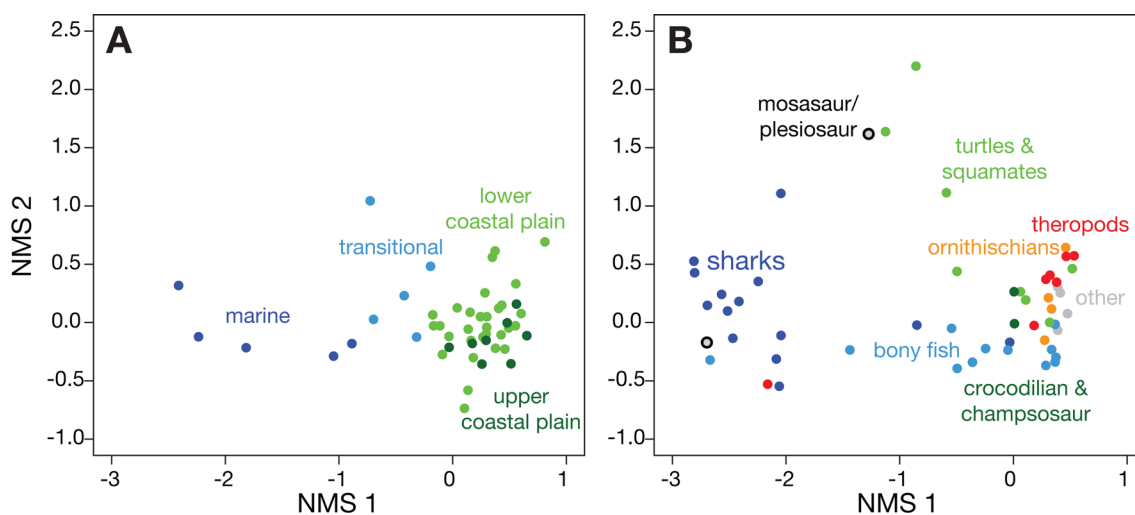 A
B
2.5
2.0
1.5
1.0
0.5
0.0
-0.5
-1.0
NMS 2
lower
coastal plain
transitional
marine
upper
coastal plain
-3
-2
-1
0
1
NMS 1
2.5
2.0
1.5
1.0
0.5
0.0
-0.5
-1.0
mosasaur/
plesiosaur
turtles &
squamates
theropods
ornithischians
sharks
other
bony fish
crocodilian &
champsosaur
-3
-2
-1
0
1
NMS 1